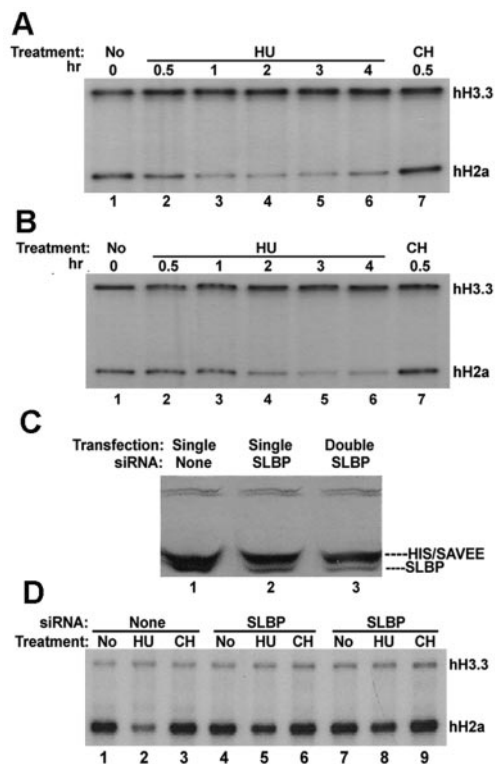 A
Treatment: No HU CH
hr 0 0.5 1 2 3 4 0.5
hH3.3
hH2a
1 2 3 4 5 6 7
B
Treatment: No HU CH
hr 0 0.5 1 2 3 4 0.5
hH3.3
hH2a
1 2 3 4 5 6 7
C
Transfection: Single Single Double
siRNA: None SLBP SLBP
----HIS/SAVEE
----SLBP
1 2 3
D
siRNA: None SLBP SLBP
Treatment: No HU CH No HU CH No HU CH
hH3.3
hH2a
1 2 3 4 5 6 7 8 9